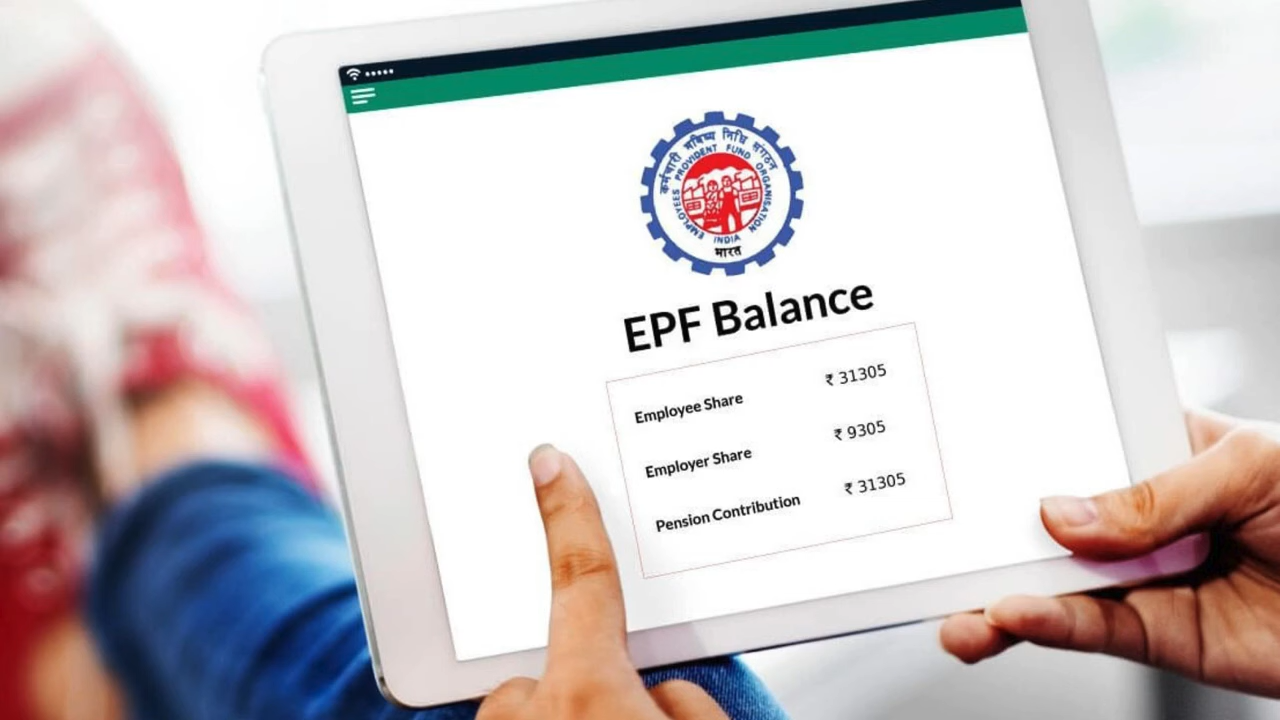 कर्मचारी भविष्य निधि संगठन
EMPLOYEES PROVIDENT FUND ORGANISATION
INDIA
भारत
EPF Balance
Employee Share ₹ 31305
Employer Share ₹ 9305
Pension Contribution ₹ 31305